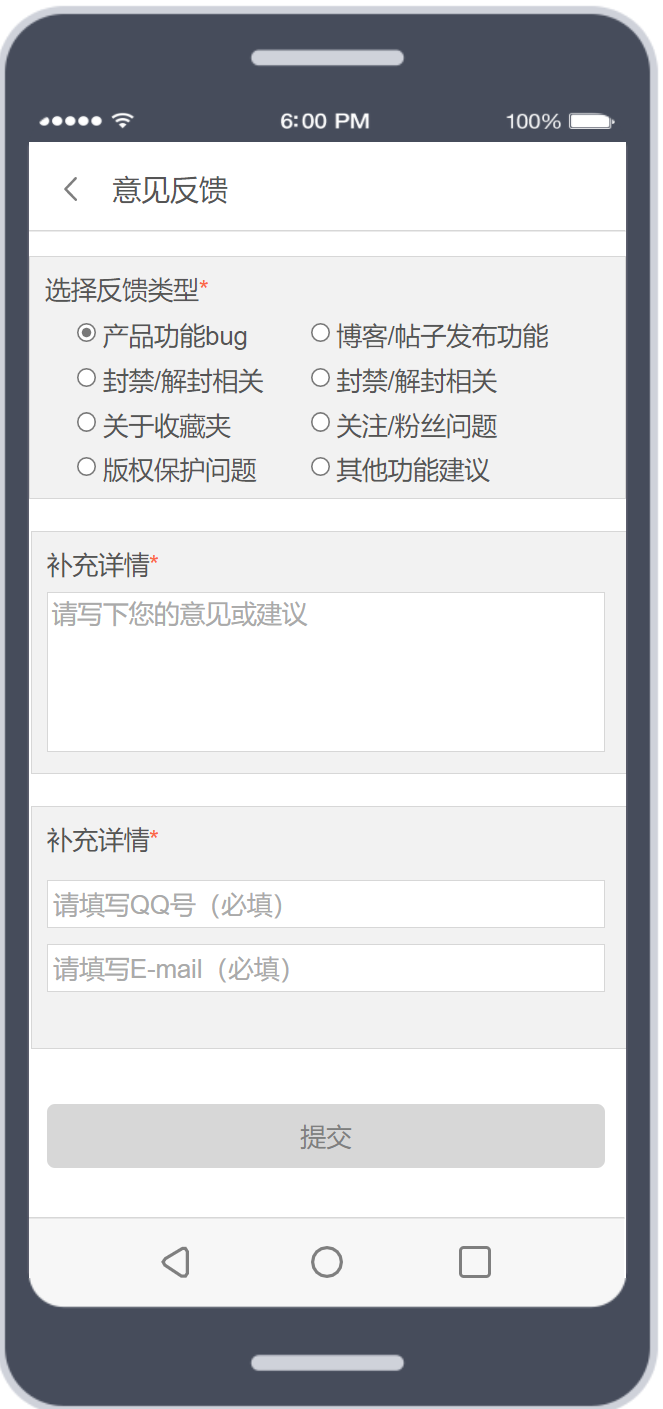 6:00 PM 100%
意见反馈
选择反馈类型*
产品功能bug 博客/帖子发布功能
封禁/解封相关 封禁/解封相关
关于收藏夹 关注/粉丝问题
版权保护问题 其他功能建议
补充详情*
请写下您的意见或建议
补充详情*
请填写QQ号（必填）
请填写E-mail（必填）
提交